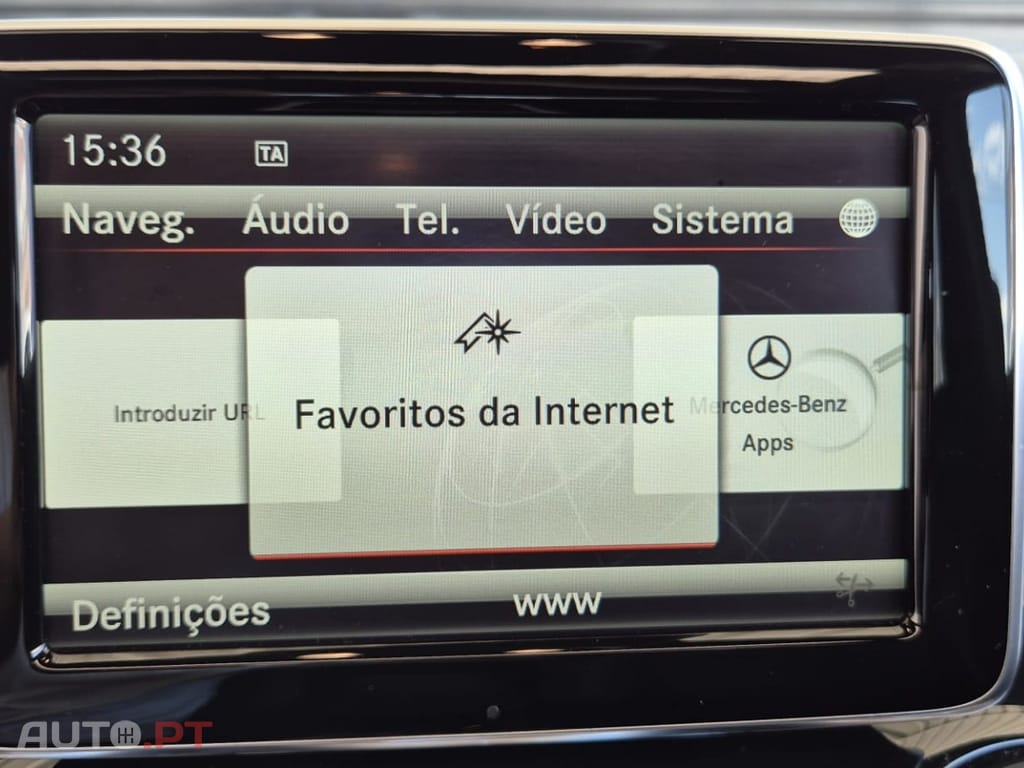 15:36 TA
Naveg. Áudio Tel. Vídeo Sistema
Introduzir URL
Favoritos da Internet
Mercedes-Benz
Apps
Definições www
AUTO.PT